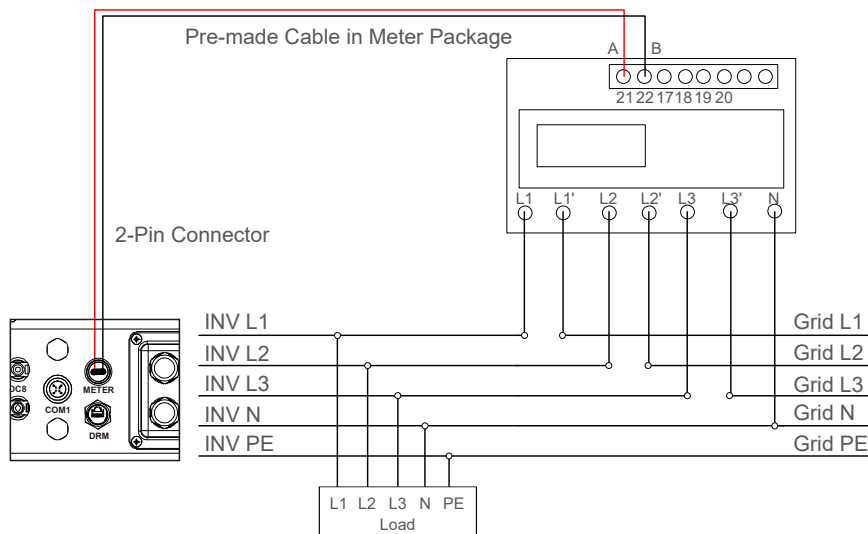 Pre-made Cable in Meter Package
A B
21 22 17 18 19 20
L1 L1' L2 L2' L3 L3' N
2-Pin Connector
INV L1 Grid L1
INV L2 Grid L2
INV L3 Grid L3
INV N Grid N
INV PE Grid PE
DC8 METER
COM1
DRM
L1 L2 L3 N PE
Load